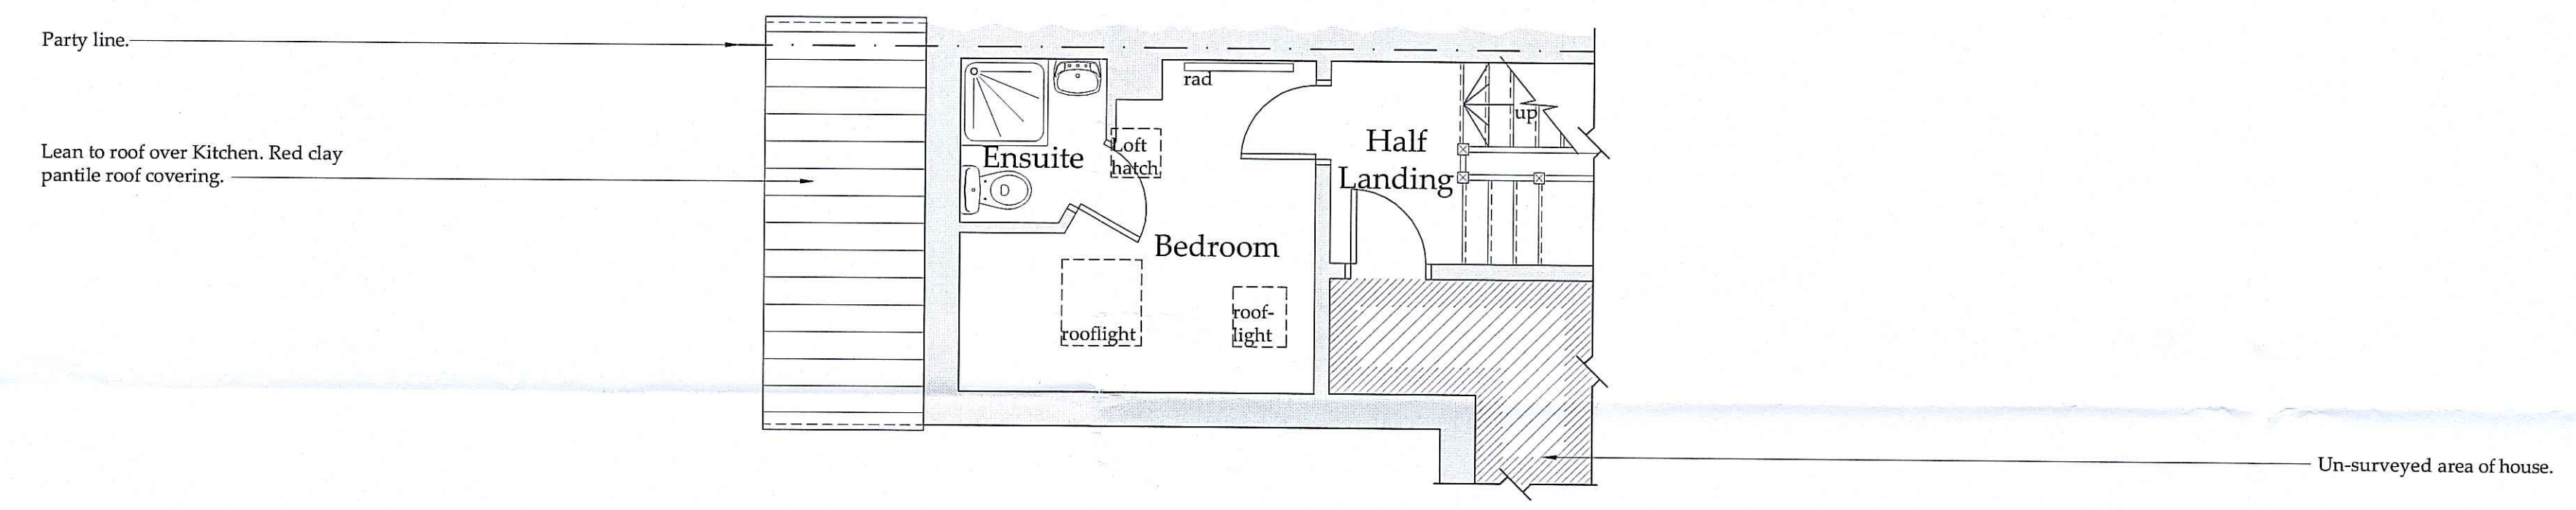 Party line.
rad
up
Half
Landing
Lean to roof over Kitchen. Red clay
pantile roof covering.
Loft
hatch
Ensuite
D
Bedroom
rooflight
roof-
light
Un-surveyed area of house.